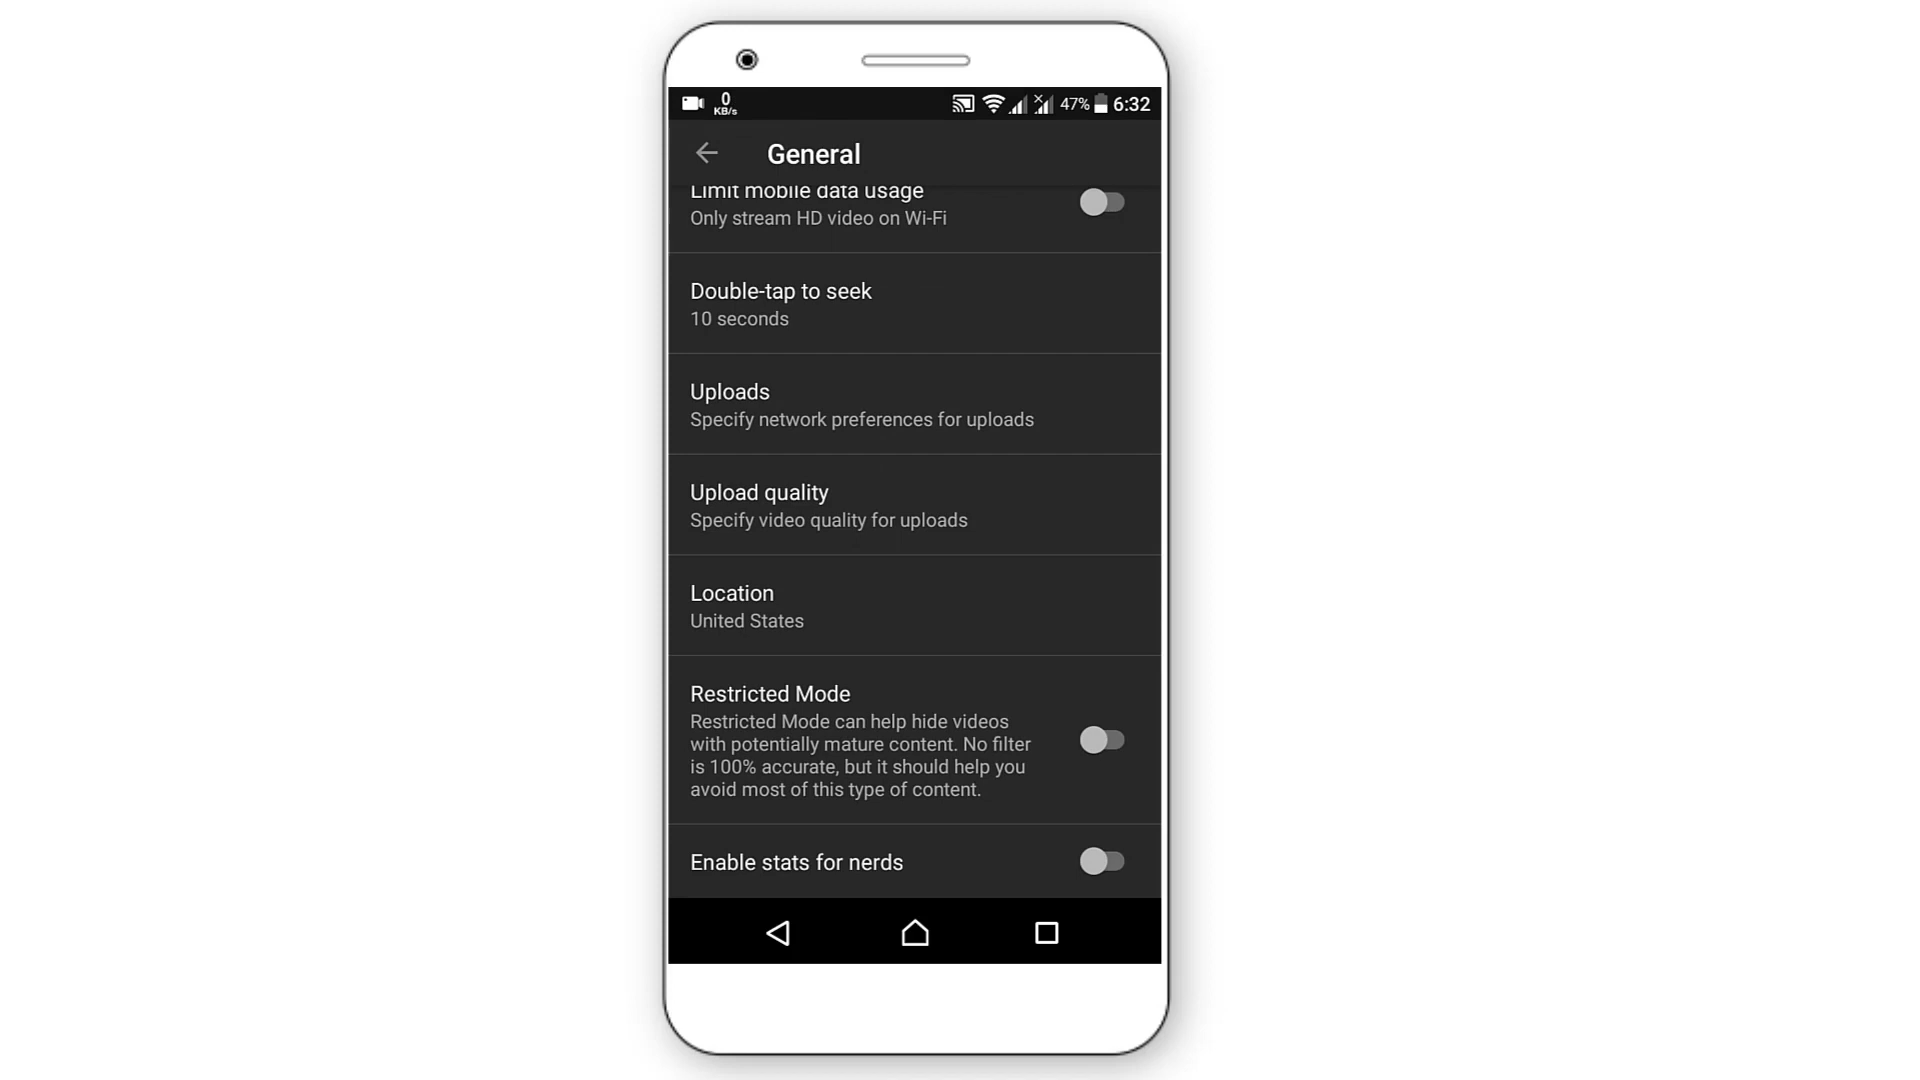 0
KB/s
47%
6:32
General
Limit mobile data usage
Only stream HD video on Wi-Fi
Double-tap to seek
10 seconds
Uploads
Specify network preferences for uploads
Upload quality
Specify video quality for uploads
Location
United States
Restricted Mode
Restricted Mode can help hide videos
with potentially mature content. No filter
is 100% accurate, but it should help you
avoid most of this type of content.
Enable stats for nerds